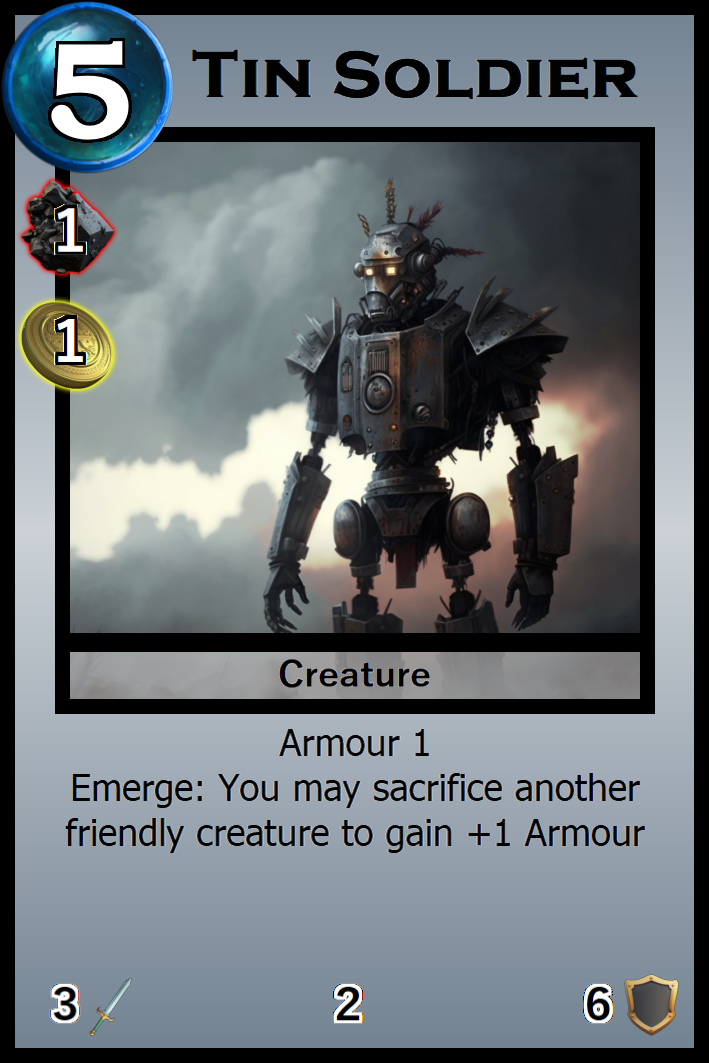 5
Tin Soldier
1
1
Creature
Armour 1
Emerge: You may sacrifice another
friendly creature to gain +1 Armour
3 2 6